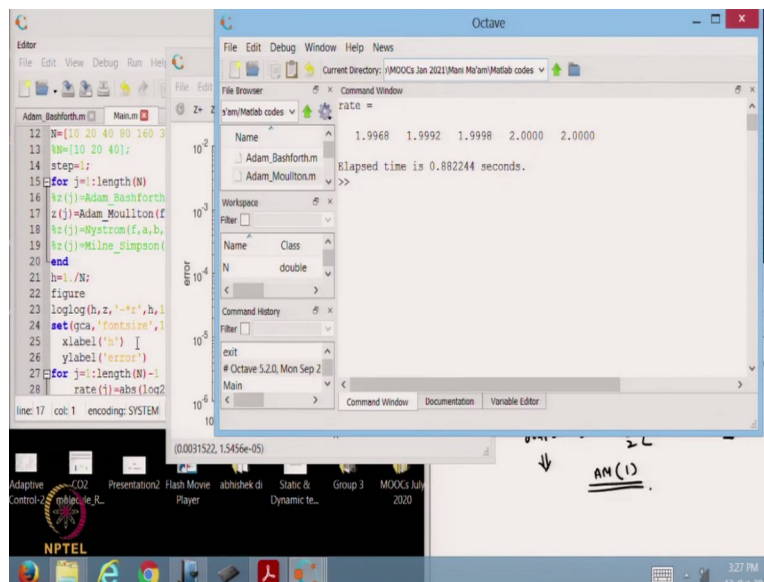 Editor
File Edit View Debug Run Help
Adam_Bashforth.m Main.m
12 N=[10 20 40 80 160 3
13 %N=[10 20 40];
14 step=1;
15 for j=1:length(N)
16 %z(j)=Adam_Bashforth
17 z(j)=Adam_Moullton(f
18 %z(j)=Nystrom(f,a,b,
19 %z(j)=Milne_Simpson(
20 end
21 h=1./N;
22 figure
23 loglog(h,z,'-*r',h,1
24 set(gca,'fontsize',1
25 xlabel('h')
26 ylabel('error')
27 for j=1:length(N)-1
28 rate(j)=abs(log2
line: 17 col: 1 encoding: SYSTEM
File Edit
Z+ Z
10-2
10-3
10-4
10-5
10-6
10
error
(0.0031522, 1.5456e-05)
Octave
File Edit Debug Window Help News
Current Directory: )\MOOCs Jan 2021\Mani Ma'am\Matlab codes
File Browser
a'am/Matlab codes
Name
Adam_Bashforth.m
Adam_Moullton.m
Workspace
Filter
Name Class
N double
Command History
Filter
exit
# Octave 5.2.0, Mon Sep 2
Main
Command Window
rate =
1.9968 1.9992 1.9998 2.0000 2.0000
Elapsed time is 0.882244 seconds.
>>
Command Window Documentation Variable Editor
AM(1)
Adaptive Control-2
CO2
Presentation2
Flash Movie Player
abhishek di
Static & Dynamic te...
Group 3
MOOCs July 2020
NPTEL
3:27 PM